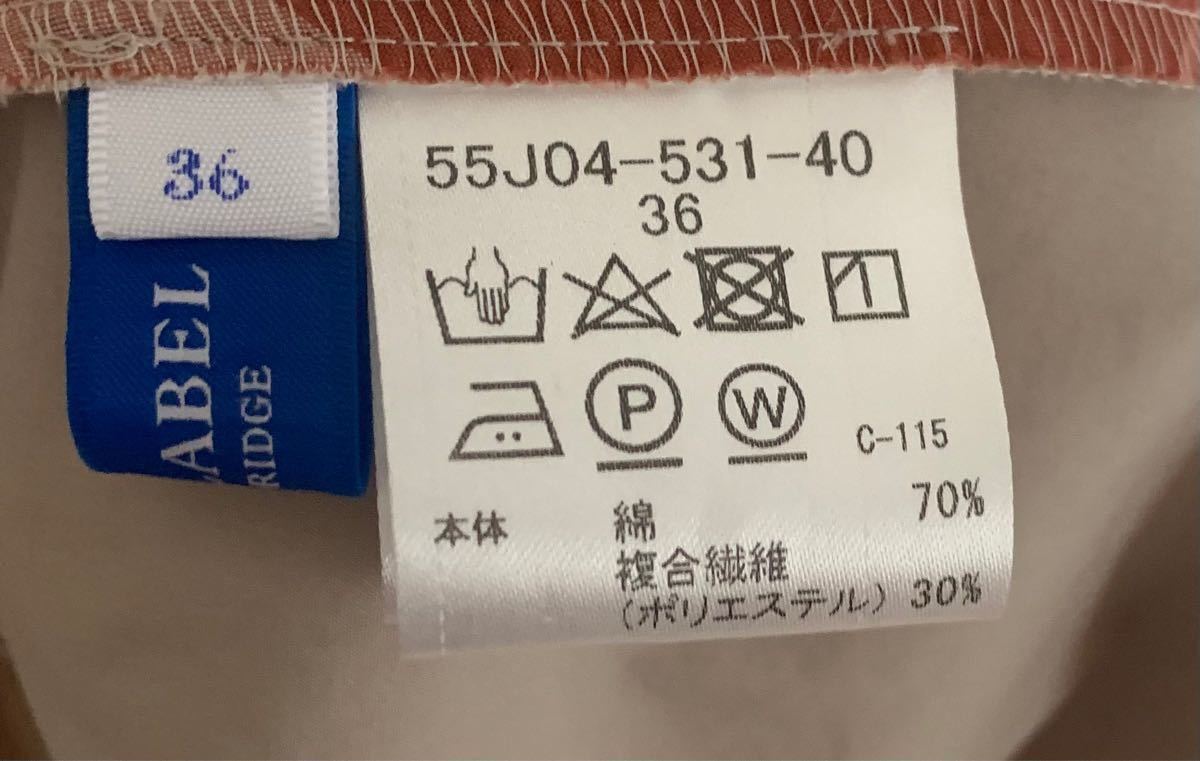 36
LABEL
RIDGE
55J04-531-40
36
P
W
C-115
本体 綿 70%
複合繊維
(ポリエステル) 30%